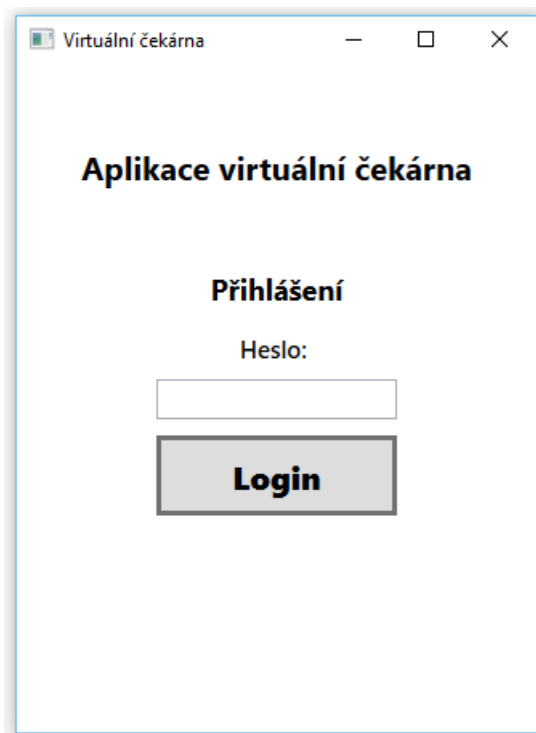 Virtuální čekárna
Aplikace virtuální čekárna
Přihlášení
Heslo:
Login